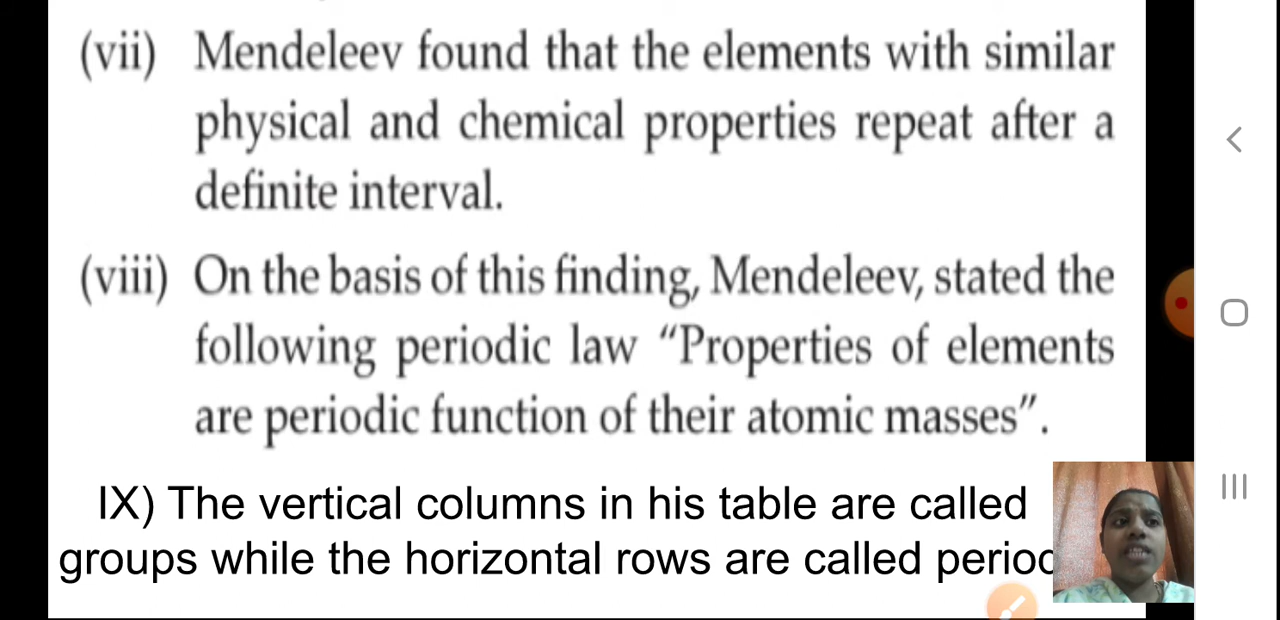 (vii) Mendeleev found that the elements with similar
physical and chemical properties repeat after a
definite interval.
(viii) On the basis of this finding, Mendeleev, stated the
following periodic law “Properties of elements
are periodic function of their atomic masses”.
IX) The vertical columns in his table are called
groups while the horizontal rows are called